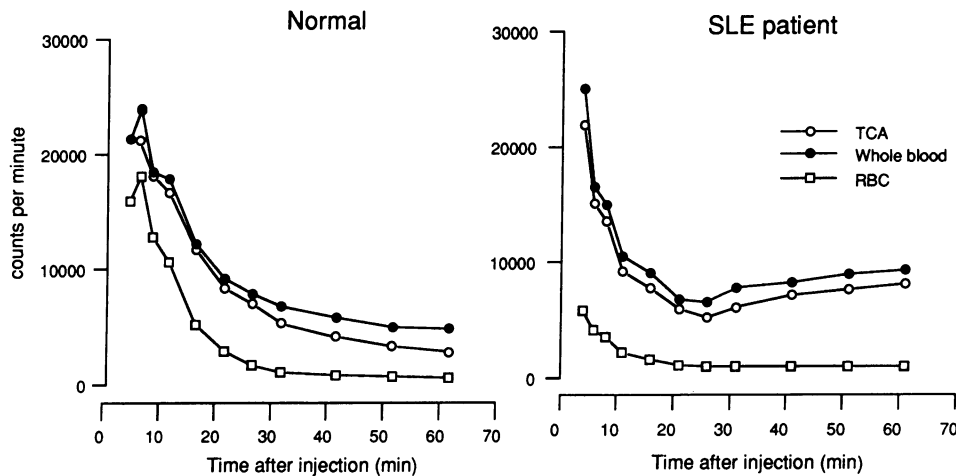 Normal
30000
20000
10000
0
counts per minute
0 10 20 30 40 50 60 70
Time after injection (min)
SLE patient
30000
20000
10000
0
TCA
Whole blood
RBC
0 10 20 30 40 50 60 70
Time after injection (min)